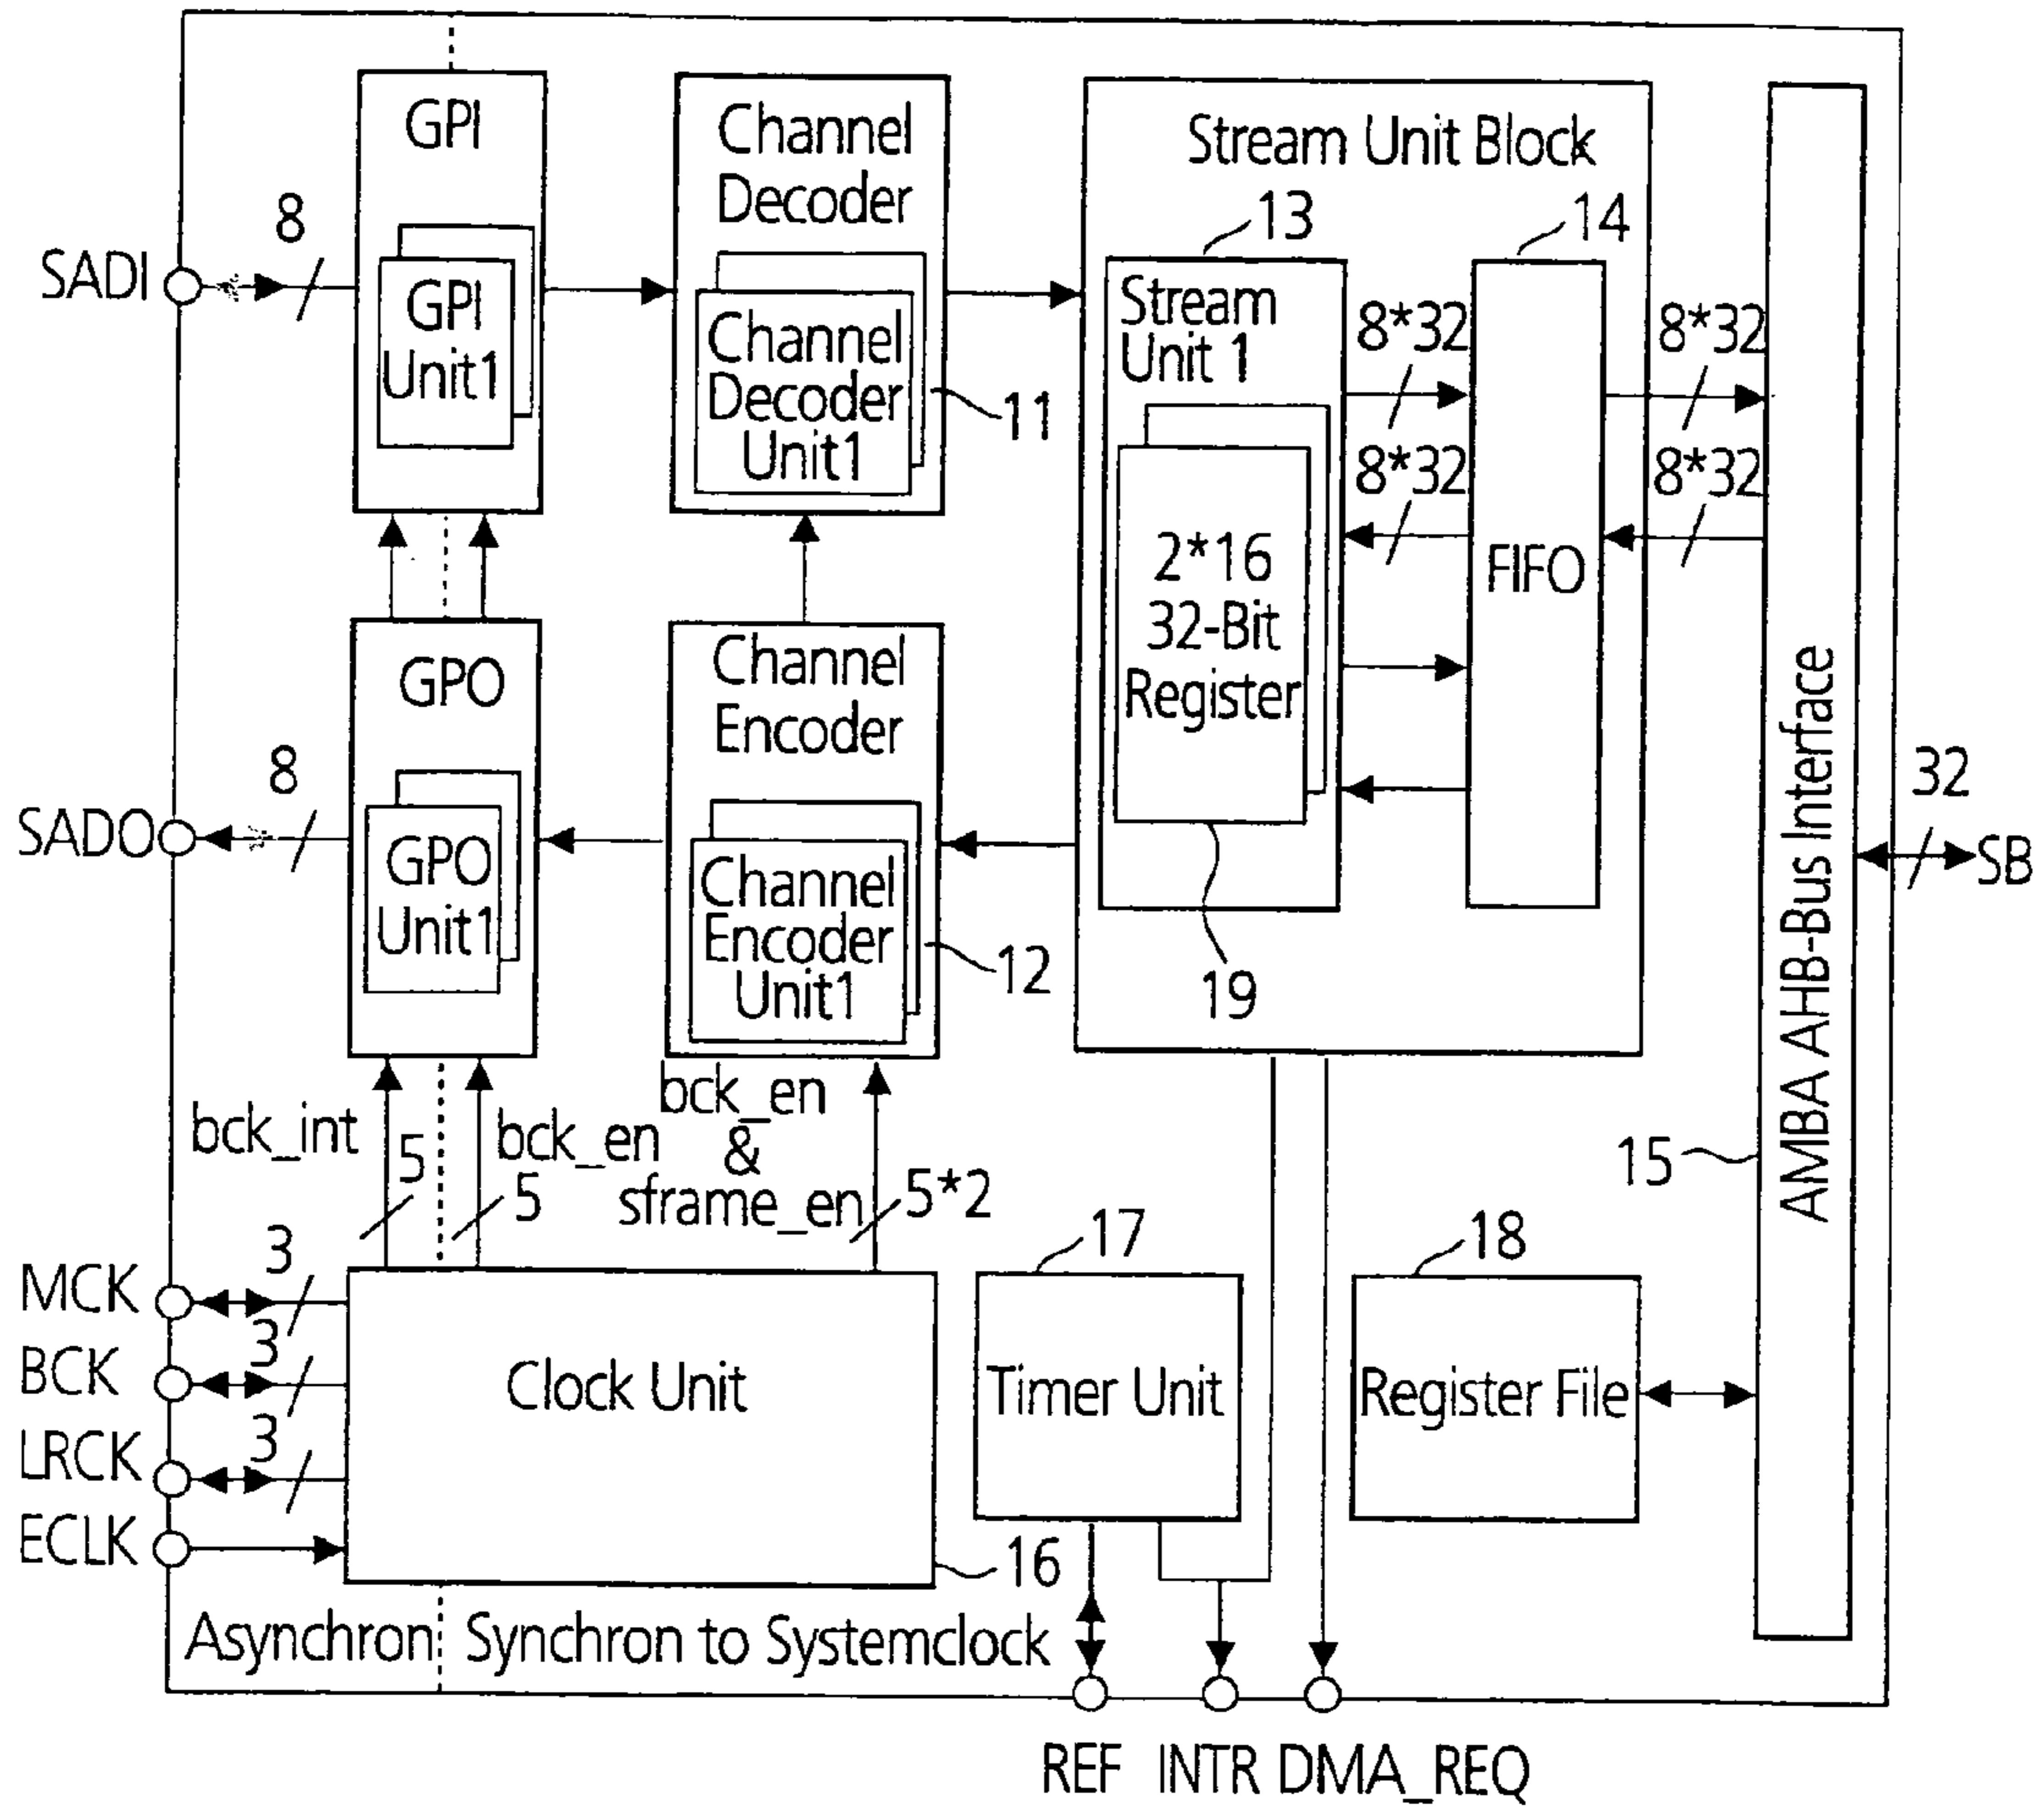 GPI
Channel
Decoder
Stream Unit Block
13
14
8
SADI
GPI
Unit1
Channel
Decoder
Unit1
11
Stream
Unit 1
8*32
8*32
8*32
8*32
2*16
32-Bit
Register
FIFO
GPO
Channel
Encoder
8
SADO
GPO
Unit1
Channel
Encoder
Unit1
12
19
AMBA AHB-Bus Interface
32
SB
15
bck_int
5
bck_en
5
bck_en
&
sframe_en
5*2
17
18
MCK
3
BCK
3
LRCK
3
ECLK
Clock Unit
Timer Unit
Register File
16
Asynchron
Synchron to Systemclock
REF
INTR
DMA_REQ